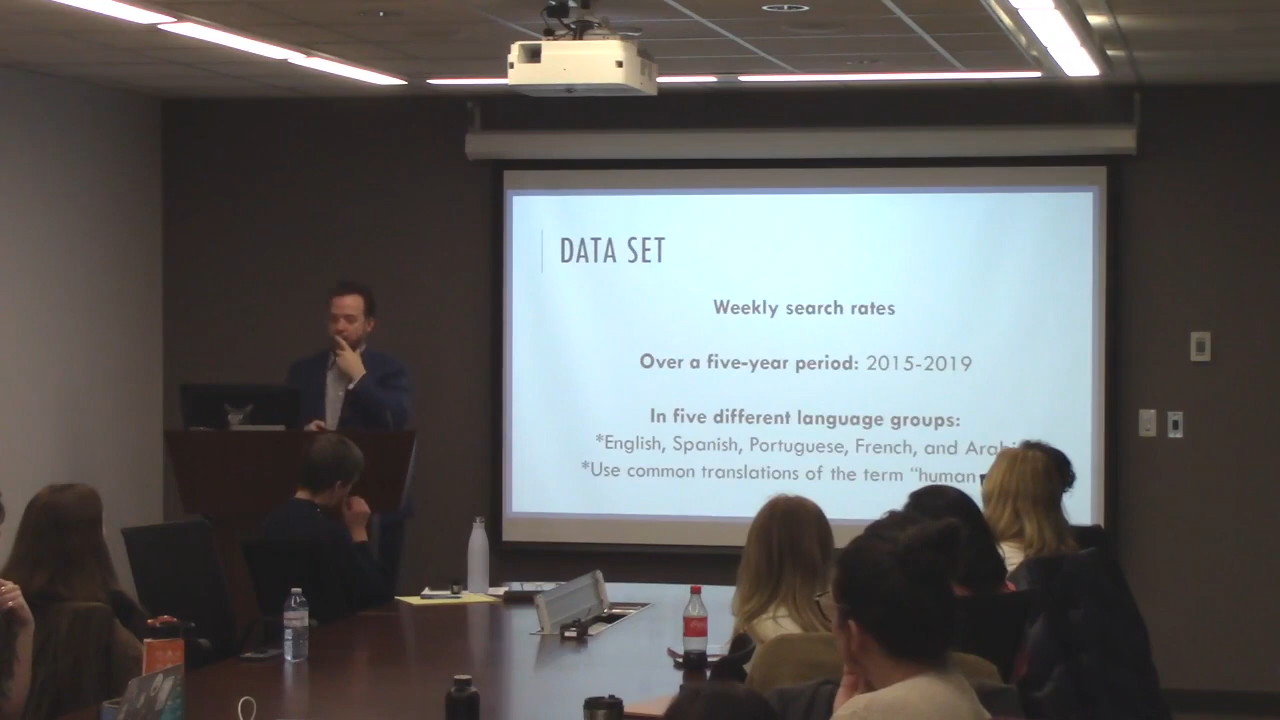 DATA SET
Weekly search rates
Over a five-year period: 2015-2019
In five different language groups:
*English, Spanish, Portuguese, French, and Arabi
*Use common translations of the term “human